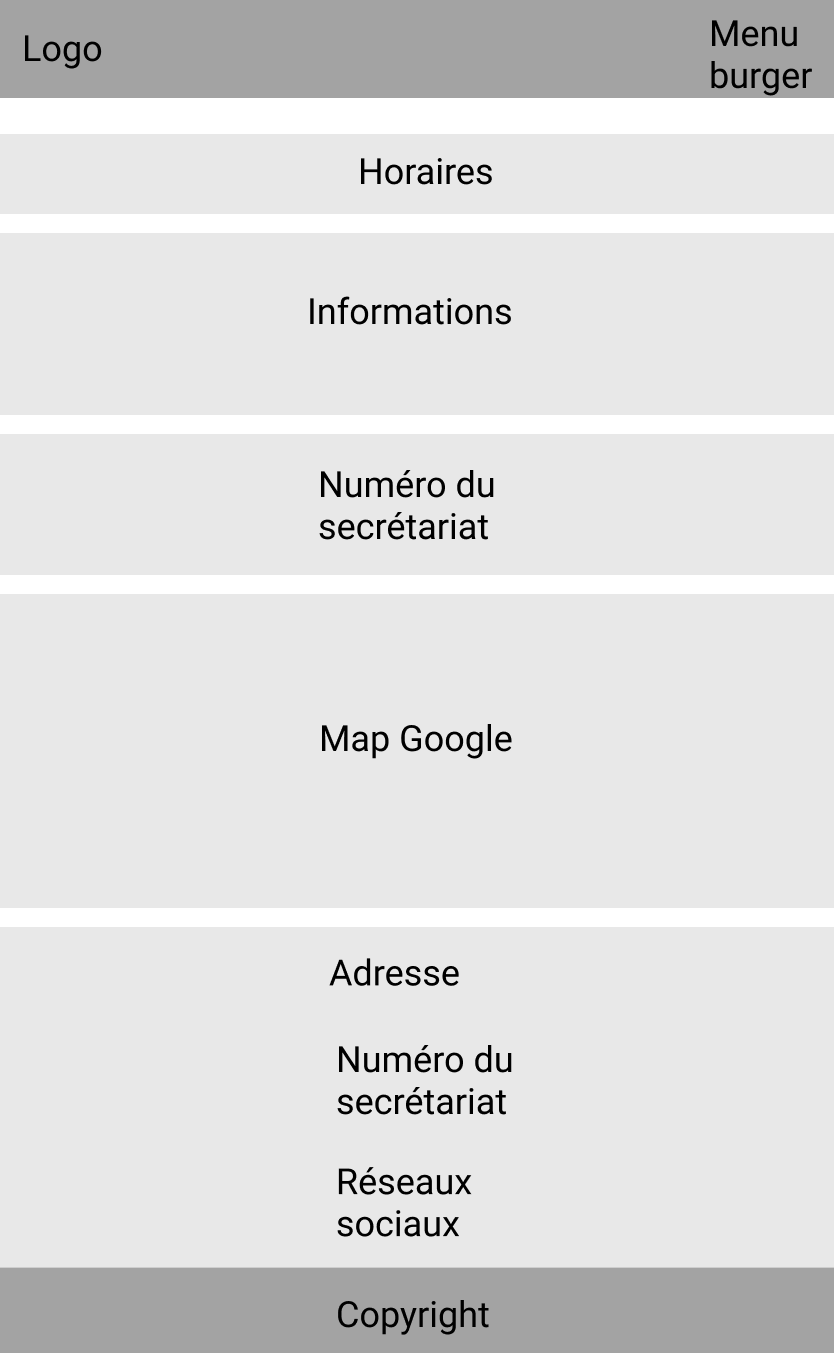 Logo
Menu
burger
Horaires
Informations
Numéro du
secrétariat
Map Google
Adresse
Numéro du
secrétariat
Réseaux
sociaux
Copyright